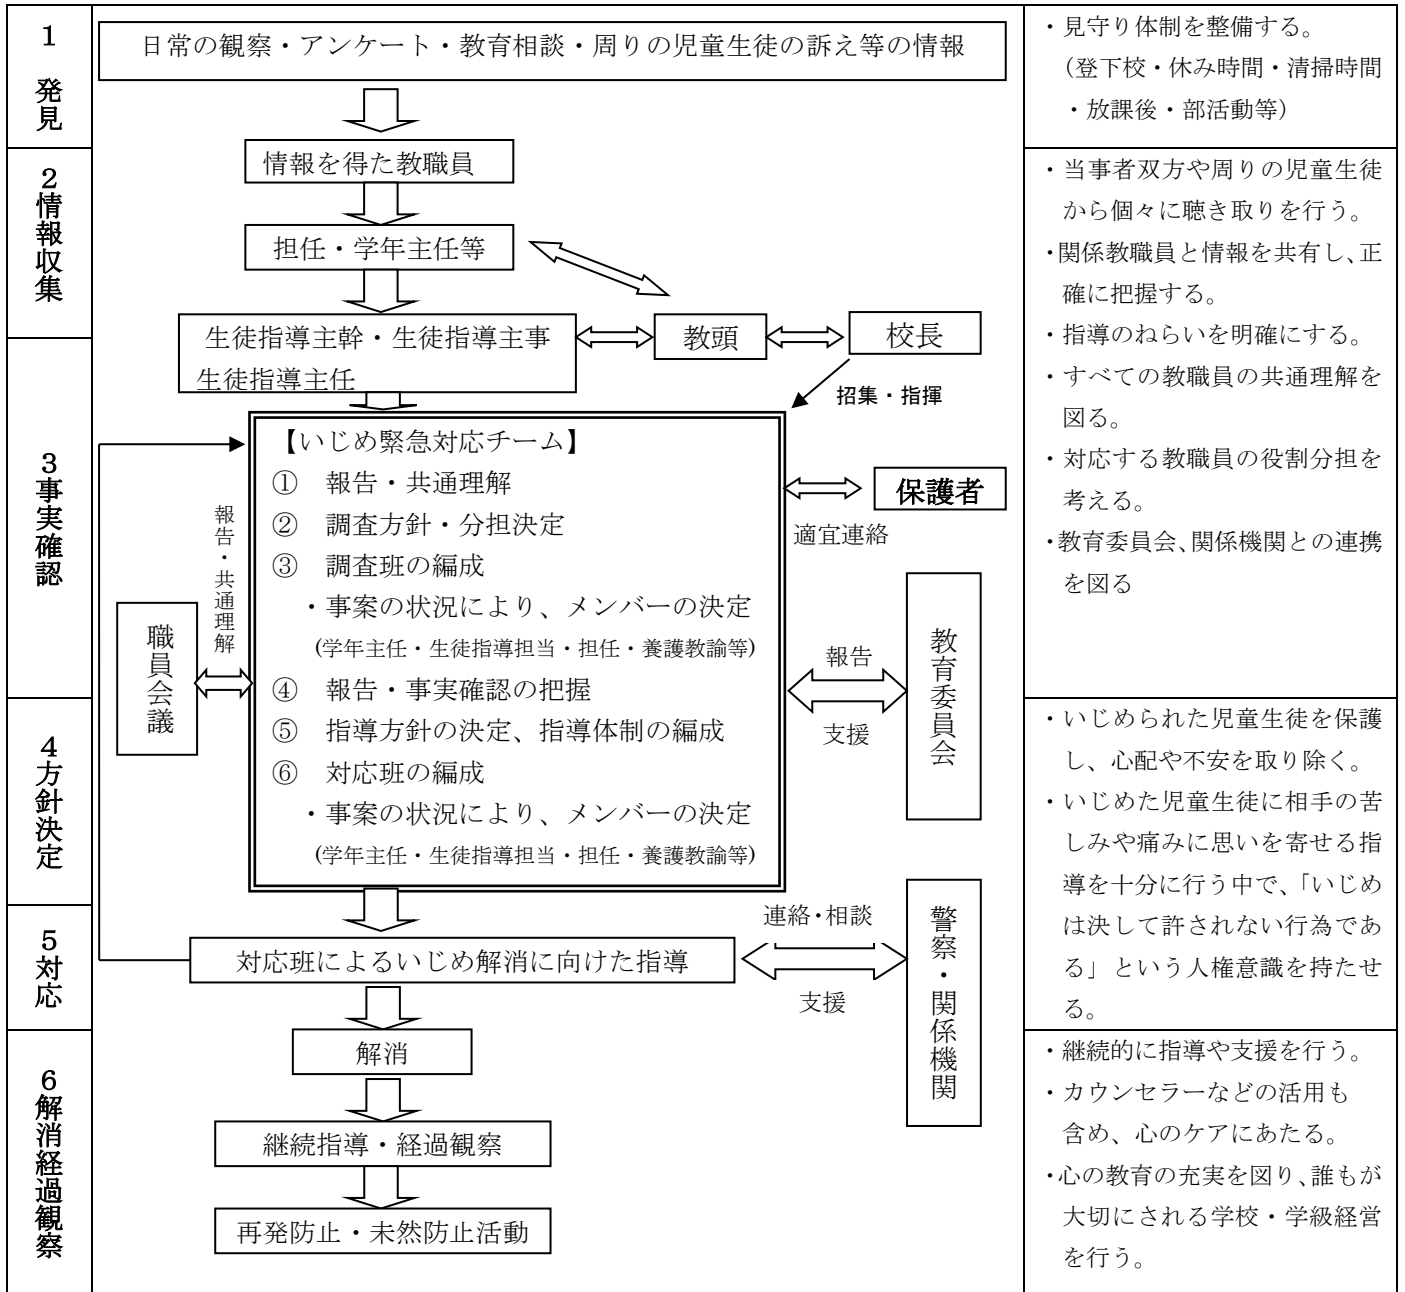 1
発見
日常の観察・アンケート・教育相談・周りの児童生徒の訴え等の情報
・見守り体制を整備する。
（登下校・休み時間・清掃時間
・放課後・部活動等）
2
情報収集
情報を得た教職員
担任・学年主任等
生徒指導主幹・生徒指導主事
生徒指導主任
教頭
校長
招集・指揮
・当事者双方や周りの児童生徒
から個々に聴き取りを行う。
・関係教職員と情報を共有し、正
確に把握する。
・指導のねらいを明確にする。
・すべての教職員の共通理解を
図る。
・対応する教職員の役割分担を
考える。
・教育委員会、関係機関との連携
を図る
3
事実確認
【いじめ緊急対応チーム】
① 報告・共通理解
② 調査方針・分担決定
③ 調査班の編成
・事案の状況により、メンバーの決定
(学年主任・生徒指導担当・担任・養護教諭等)
④ 報告・事実確認の把握
⑤ 指導方針の決定、指導体制の編成
⑥ 対応班の編成
・事案の状況により、メンバーの決定
(学年主任・生徒指導担当・担任・養護教諭等)
報告・共通理解
職員会議
保護者
適宜連絡
報告
支援
教育委員会
4
方針決定
・いじめられた児童生徒を保護
し、心配や不安を取り除く。
・いじめた児童生徒に相手の苦
しみや痛みに思いを寄せる指
導を十分に行う中で、「いじめ
は決して許されない行為であ
る」という人権意識を持たせ
る。
5
対応
対応班によるいじめ解消に向けた指導
連絡・相談
支援
警察・関係機関
6
解消経過観察
解消
継続指導・経過観察
再発防止・未然防止活動
・継続的に指導や支援を行う。
・カウンセラーなどの活用も
含め、心のケアにあたる。
・心の教育の充実を図り、誰もが
大切にされる学校・学級経営
を行う。